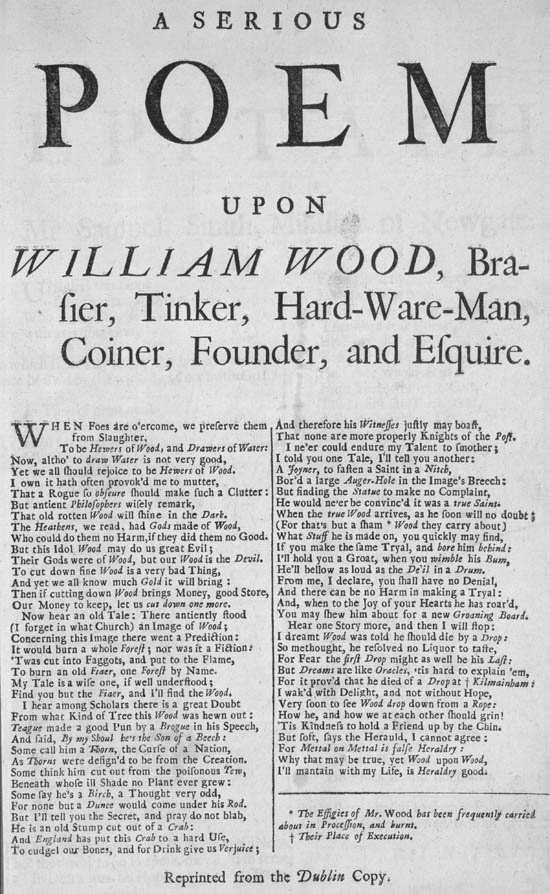 A SERIOUS
POEM
UPON
WILLIAM WOOD, Bra-
ſier, Tinker, Hard-Ware-Man,
Coiner, Founder, and Eſquire.
WHEN Foes are o'ercome, we preſerve them
from Slaughter,
To be Hewers of Wood, and Drawers of Water:
Now, altho' to draw Water is not very good,
Yet we all ſhould rejoice to be Hewers of Wood.
I own it hath often provok'd me to mutter,
That a Rogue ſo obſcure ſhould make ſuch a Clutter:
But antient Philoſophers wiſely remark,
That old rotten Wood will ſhine in the Dark.
The Heathens, we read, had Gods made of Wood,
Who could do them no Harm, if they did them no Good.
But this Idol Wood may do us great Evil;
Their Gods were of Wood, but our Wood is the Devil.
To cut down fine Wood is a very bad Thing,
And yet we all know much Gold it will bring:
Then if cutting down Wood brings Money, good Store,
Our Money to keep, let us cut down one more.
Now hear an old Tale: There antiently ſtood
(I forget in what Church) an Image of Wood;
Concerning this Image there went a Prediction:
It would burn a whole Foreſt; nor was it a Fiction:
'Twas cut into Faggots, and put to the Flame,
To burn an old Fiaer, one Foreſt by Name.
My Tale is a wiſe one, if well underſtood;
Find you but the Fiaer, and i'll find the Wood.
I hear among Scholars there is a great Doubt
From what Kind of Tree this Wood was hewn out:
Teague made a good Pun by a Brogue in his Speech,
And ſaid, By my Shoul he's the Son of a Beech:
Some call him a Thorn, the Curſe of a Nation,
As Thorns were deſign'd to be from the Creation.
Some think him cut out from the poiſonous Yew,
Beneath whoſe ill Shade no Plant ever grew:
Some ſay he's a Birch, a Thought very odd,
For none but a Dunce would come under his Rod.
But I'll tell you the Secret, and pray do not blab,
He is an old Stump cut out of a Crab:
And England has put this Crab to a hard Uſe,
To cudgel our Bones, and for Drink give us Verjuice;
And therefore his Witneſſes juſtly may boaſt,
That none are more properly Knights of the Poſt.
I ne'er could endure my Talent to ſmother;
I told you one Tale, I'll tell you another:
A Joyner, to faſten a Saint in a Nitch,
Bor'd a large Auger-Hole in the Image's Breech:
But finding the Statue to make no Complaint,
He would ne'er be convinc'd it was a true Saint.
When the true Wood arrives, as he ſoon will no doubt;
(For that's but a ſham * Wood they carry about)
What Stuff he is made on, you quickly may find,
If you make the ſame Tryal, and bore him behind:
I'll hold you a Groat, when you wimble his Bum,
He'll bellow as loud as the De'il in a Drum.
From me, I declare, you ſhall have no Denial,
And there can be no Harm in making a Tryal:
And, when to the Joy of your Hearts he has roar'd,
You may ſhew him about for a new Groaning Board.
Hear one Story more, and then I will ſtop:
I dreamt Wood was told he ſhould die by a Drop:
So methought, he reſolved no Liquor to taſte,
For Fear the firſt Drop might as well be his Laſt:
But Dreams are like Oracles, 'tis hard to explain 'em,
For it prov'd that he died of a Drop at † Kilmainham:
I wak'd with Delight, and not without Hope,
Very ſoon to ſee Wood drop down from a Rope:
How he, and how we at each other ſhould grin!
'Tis Kindneſs to hold a Friend up by the Chin.
But ſoft, ſays the Herauld, I cannot agree:
For Mettal on Mettal is falſe Heraldry:
Why that may be true, yet Wood upon Wood,
I'll mantain with my Life, is Heraldry good.
* The Effigies of Mr. Wood has been frequently carried
about in Proceſſion, and burnt.
† Their Place of Execution.
Reprinted from the Dublin Copy.